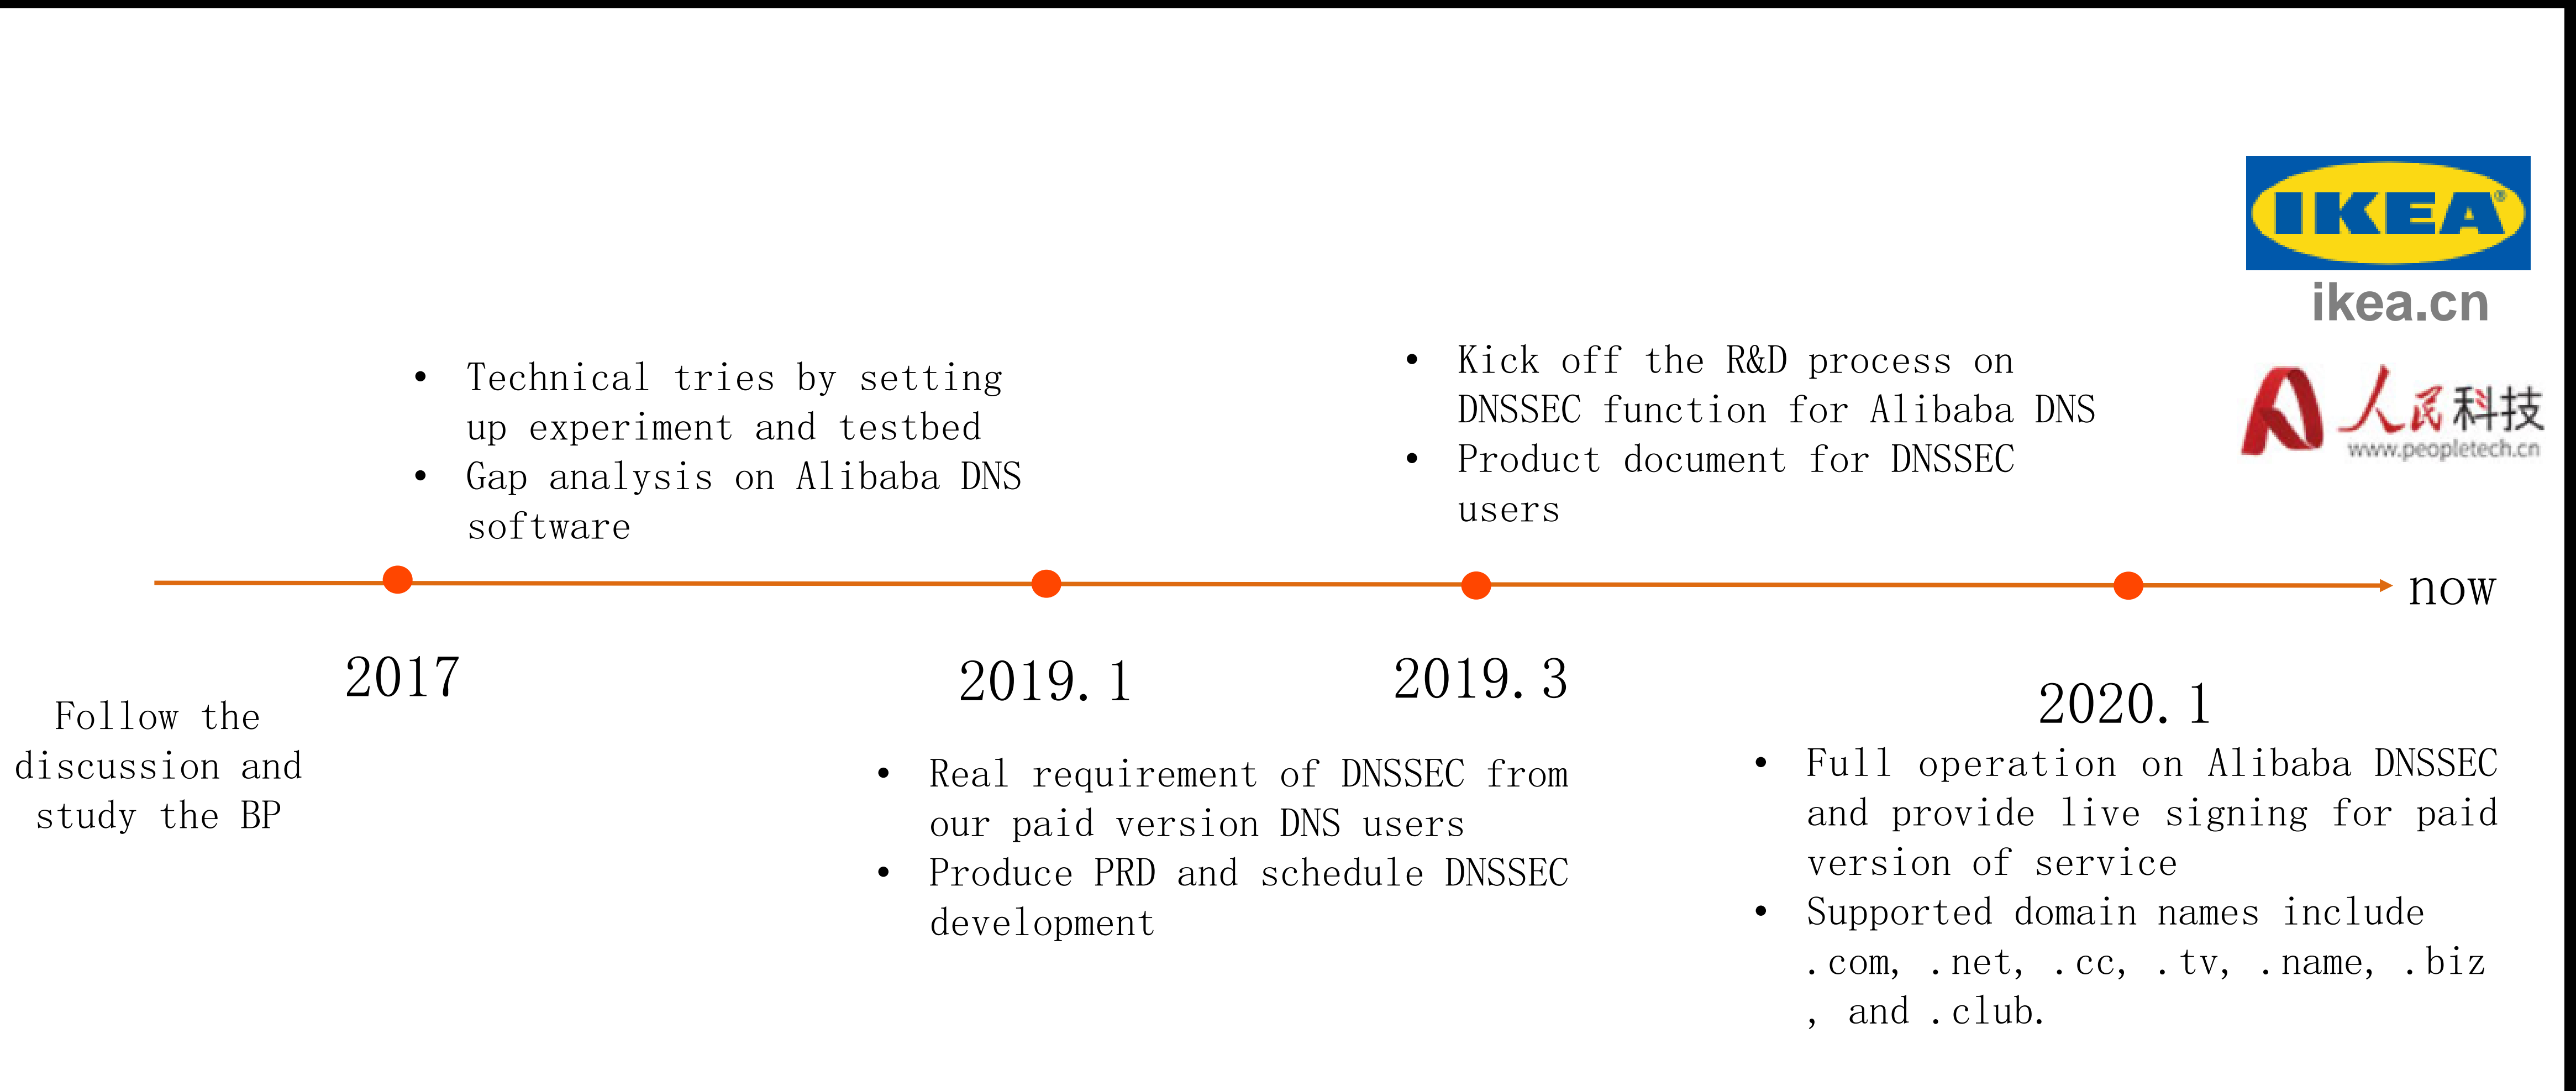 IKEA®
ikea.cn
人民科技
www.peopletech.cn
• Technical tries by setting
up experiment and testbed
• Gap analysis on Alibaba DNS
software
• Kick off the R&D process on
DNSSEC function for Alibaba DNS
• Product document for DNSSEC
users
now
2017
2019.1
2019.3
2020.1
Follow the
discussion and
study the BP
• Real requirement of DNSSEC from
our paid version DNS users
• Produce PRD and schedule DNSSEC
development
• Full operation on Alibaba DNSSEC
and provide live signing for paid
version of service
• Supported domain names include
.com, .net, .cc, .tv, .name, .biz
, and .club.